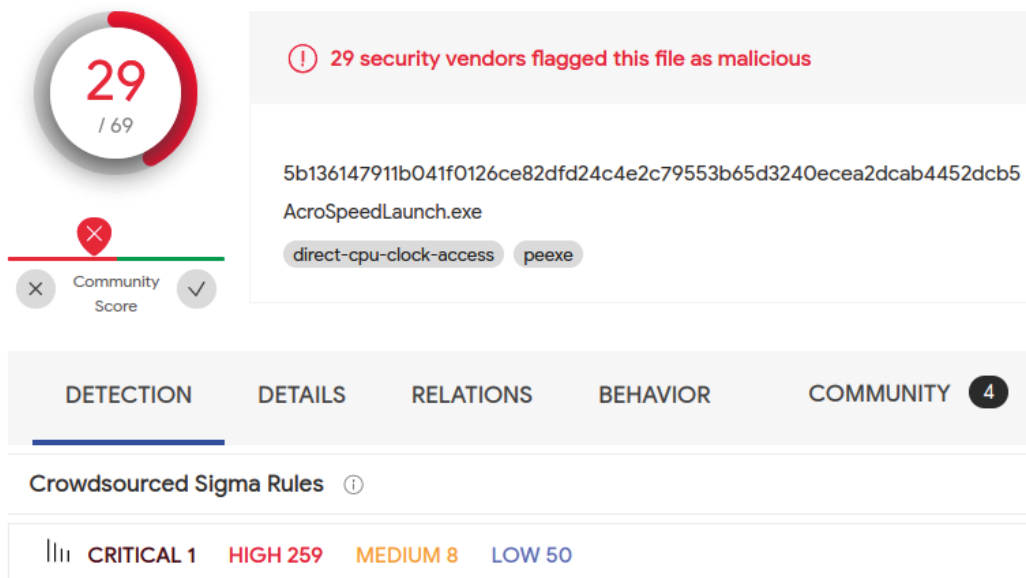 29
/ 69
Community
Score
29 security vendors flagged this file as malicious
5b136147911b041f0126ce82dfd24c4e2c79553b65d3240ecea2dcab4452dcb5
AcroSpeedLaunch.exe
direct-cpu-clock-access peexe
DETECTION DETAILS RELATIONS BEHAVIOR COMMUNITY 4
Crowdsourced Sigma Rules
CRITICAL 1 HIGH 259 MEDIUM 8 LOW 50